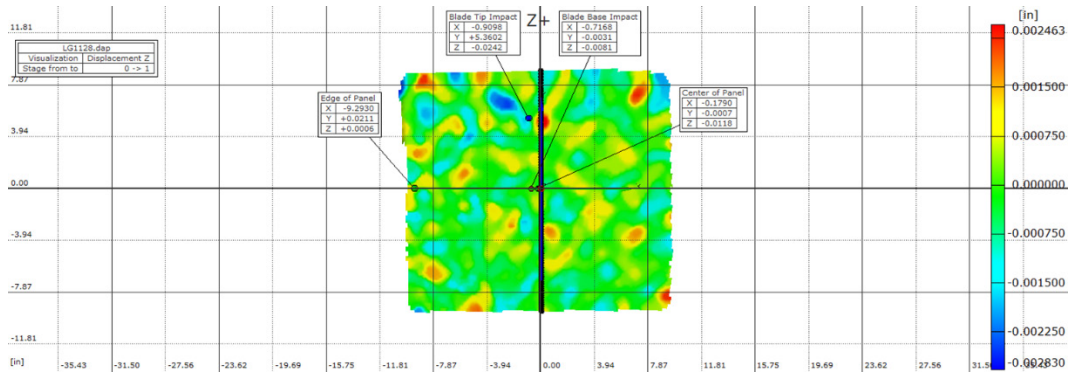 Z+
[in]
Blade Tip Impact
X -0.9098
Y +5.3602
Z -0.0242
Blade Base Impact
X -0.7168
Y -0.0031
Z -0.0081
LG1128.dap
Visualization Displacement Z
Stage from to 0 -> 1
Edge of Panel
X -9.2930
Y +0.0211
Z +0.0006
Center of Panel
X -0.1790
Y -0.0007
Z -0.0118
11.81
7.87
3.94
0.00
-3.94
-7.87
-11.81
[in]
-35.43 -31.50 -27.56 -23.62 -19.69 -15.75 -11.81 -7.87 -3.94 0.00 3.94 7.87 11.81 15.75 19.69 23.62 27.56 31.50
0.002463
0.001500
0.000750
0.000000
-0.000750
-0.001500
-0.002250
-0.002830